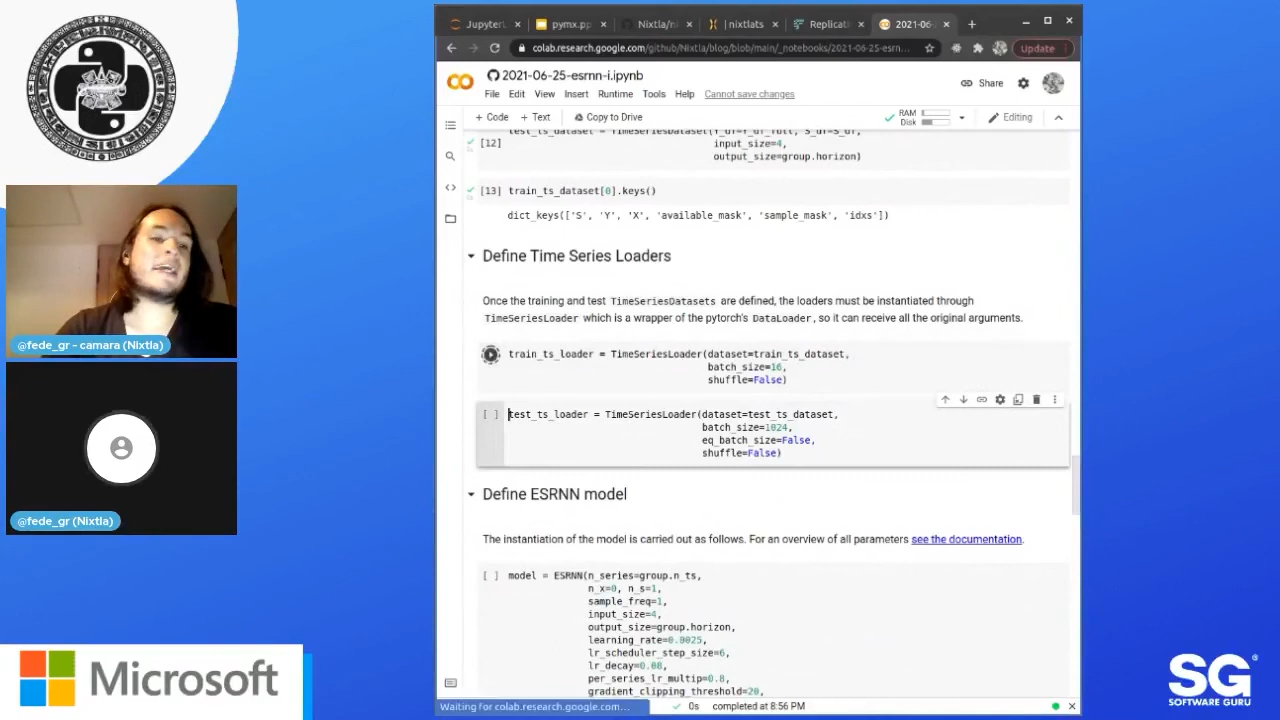 @fede_gr - camara (Nixtla)
@fede_gr (Nixtla)
Microsoft
SG
SOFTWARE GURU
Jupyter
pymx.pp
Nixtla/n
| nixtlats
Replicat
2021-06-
colab.research.google.com/github/Nixtla/blog/blob/main/_notebooks/2021-06-25-esrn...
Update
2021-06-25-esrnn-i.ipynb
File Edit View Insert Runtime Tools Help Cannot save changes
Share
+ Code + Text Copy to Drive
RAM
Disk
Editing
test_ts_dataset = TimeSeriesDataset(Y_df=Y_df_full, S_df=S_df,
[12] input_size=4,
output_size=group.horizon)
[13] train_ts_dataset[0].keys()
dict_keys(['S', 'Y', 'X', 'available_mask', 'sample_mask', 'idxs'])
Define Time Series Loaders
Once the training and test TimeSeriesDatasets are defined, the loaders must be instantiated through
TimeSeriesLoader which is a wrapper of the pytorch's DataLoader, so it can receive all the original arguments.
train_ts_loader = TimeSeriesLoader(dataset=train_ts_dataset,
batch_size=16,
shuffle=False)
[ ] test_ts_loader = TimeSeriesLoader(dataset=test_ts_dataset,
batch_size=1024,
eq_batch_size=False,
shuffle=False)
Define ESRNN model
The instantiation of the model is carried out as follows. For an overview of all parameters see the documentation.
[ ] model = ESRNN(n_series=group.n_ts,
n_x=0, n_s=1,
sample_freq=1,
input_size=4,
output_size=group.horizon,
learning_rate=0.0025,
lr_scheduler_step_size=6,
lr_decay=0.08,
per_series_lr_multip=0.8,
gradient_clipping_threshold=20,
Waiting for colab.research.google.com...
0s completed at 8:56 PM